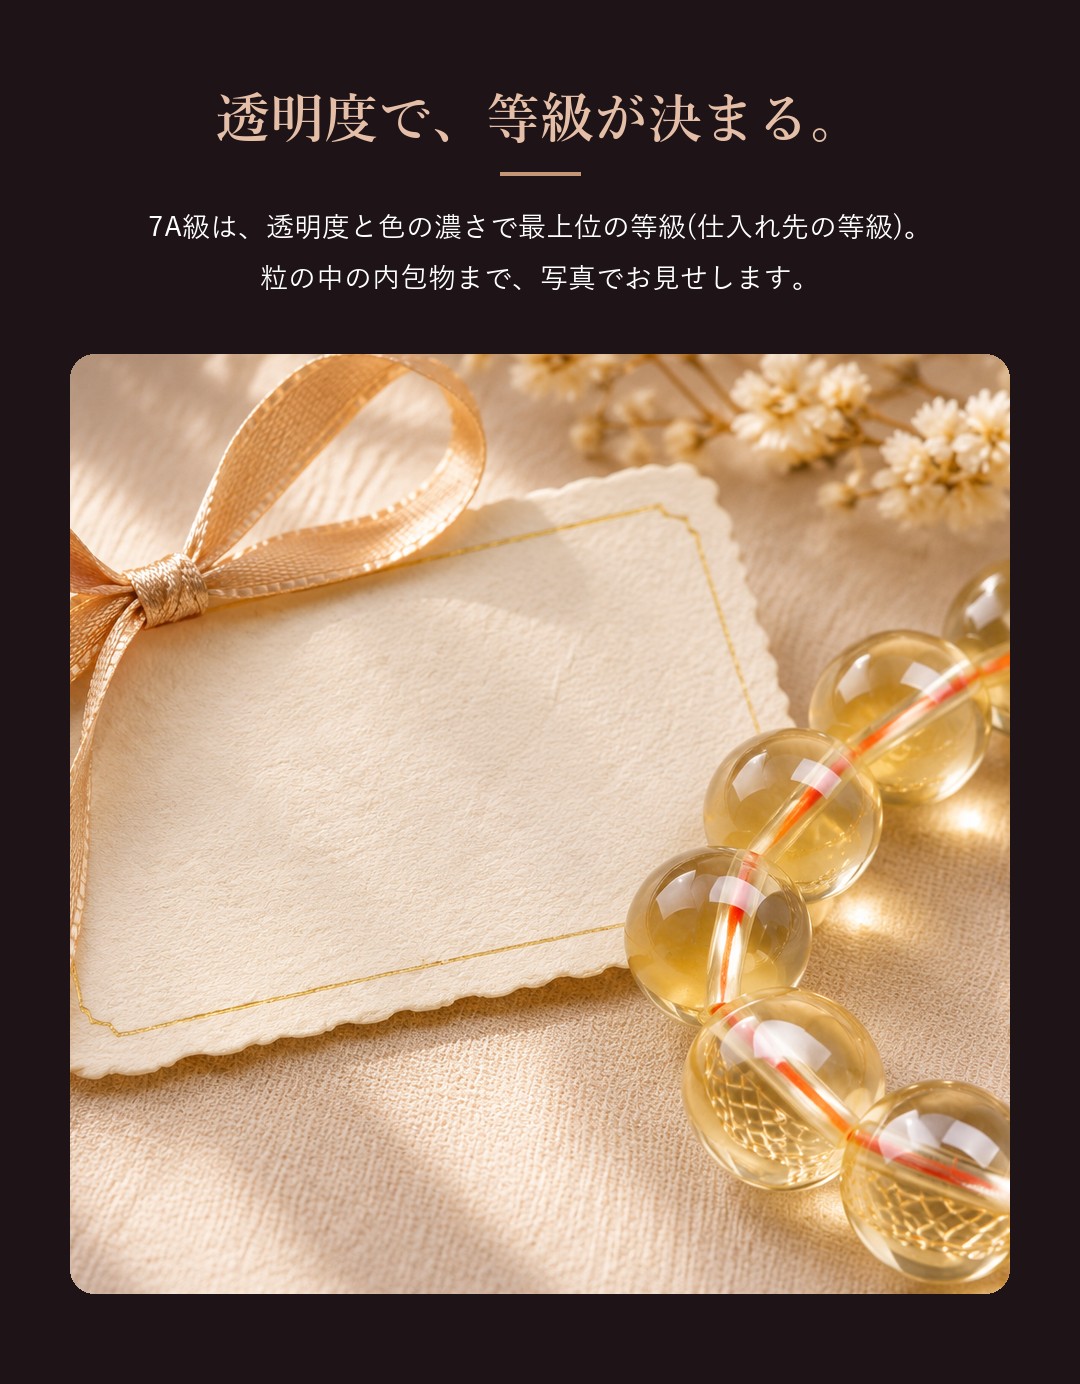 透明度で、等級が決まる。
7A級は、透明度と色の濃さで最上位の等級(仕入れ先の等級)。
粒の中の内包物まで、写真でお見せします。